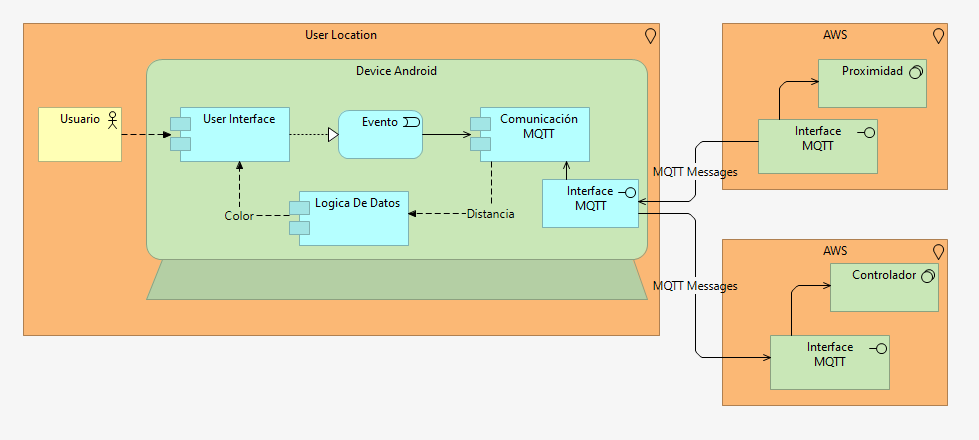 User Location
Device Android
Usuario
User Interface
Evento
Comunicación
MQTT
Interface
MQTT
Logica De Datos
Color
Distancia
AWS
Proximidad
Interface
MQTT
MQTT Messages
AWS
Controlador
MQTT Messages
Interface
MQTT